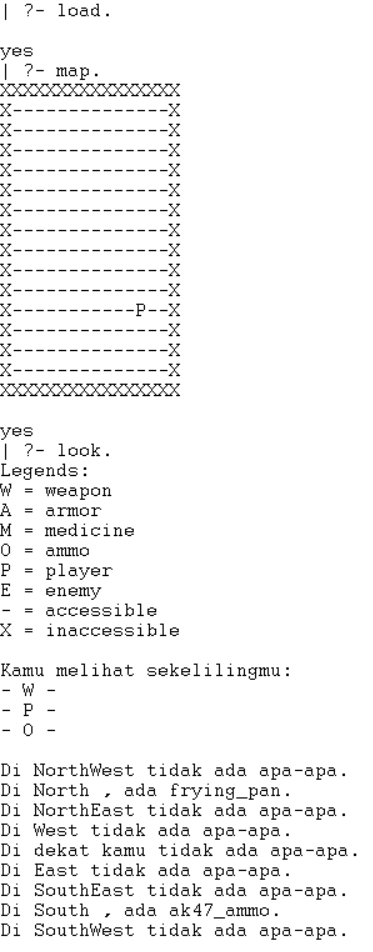 | ?- load.
yes
| ?- map.
XXXXXXXXXXXXXXXX
X--------------X
X--------------X
X--------------X
X--------------X
X--------------X
X--------------X
X--------------X
X--------------X
X--------------X
X--------------X
X-----------P--X
X--------------X
X--------------X
X--------------X
XXXXXXXXXXXXXXXX
yes
| ?- look.
Legends:
W = weapon
A = armor
M = medicine
O = ammo
P = player
E = enemy
- = accessible
X = inaccessible
Kamu melihat sekelilingmu:
- W -
- P -
- O -
Di NorthWest tidak ada apa-apa.
Di North , ada frying_pan.
Di NorthEast tidak ada apa-apa.
Di West tidak ada apa-apa.
Di dekat kamu tidak ada apa-apa.
Di East tidak ada apa-apa.
Di SouthEast tidak ada apa-apa.
Di South , ada ak47_ammo.
Di SouthWest tidak ada apa-apa.